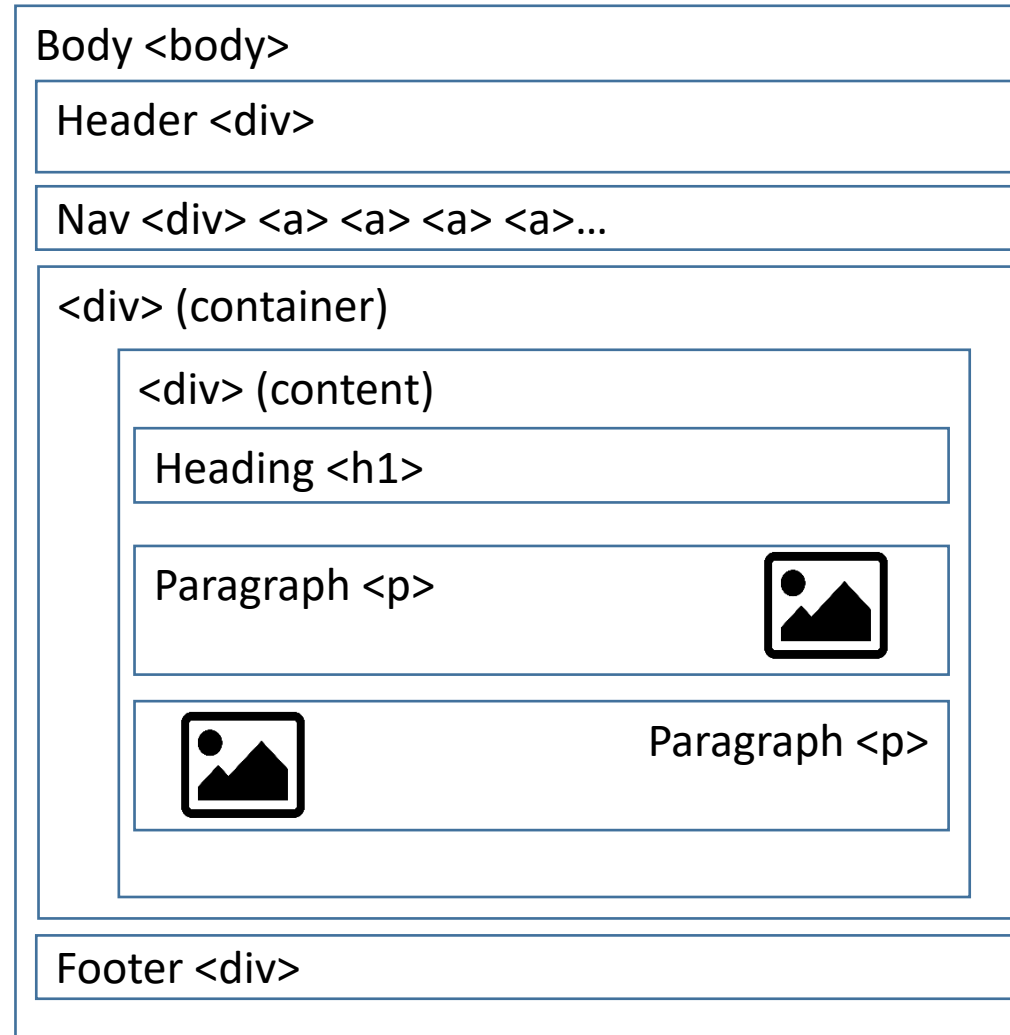 Body <body>
Header <div>
Nav <div> <a> <a> <a> <a>...
<div> (container)
<div> (content)
Heading <h1>
Paragraph <p>
Paragraph <p>
Footer <div>